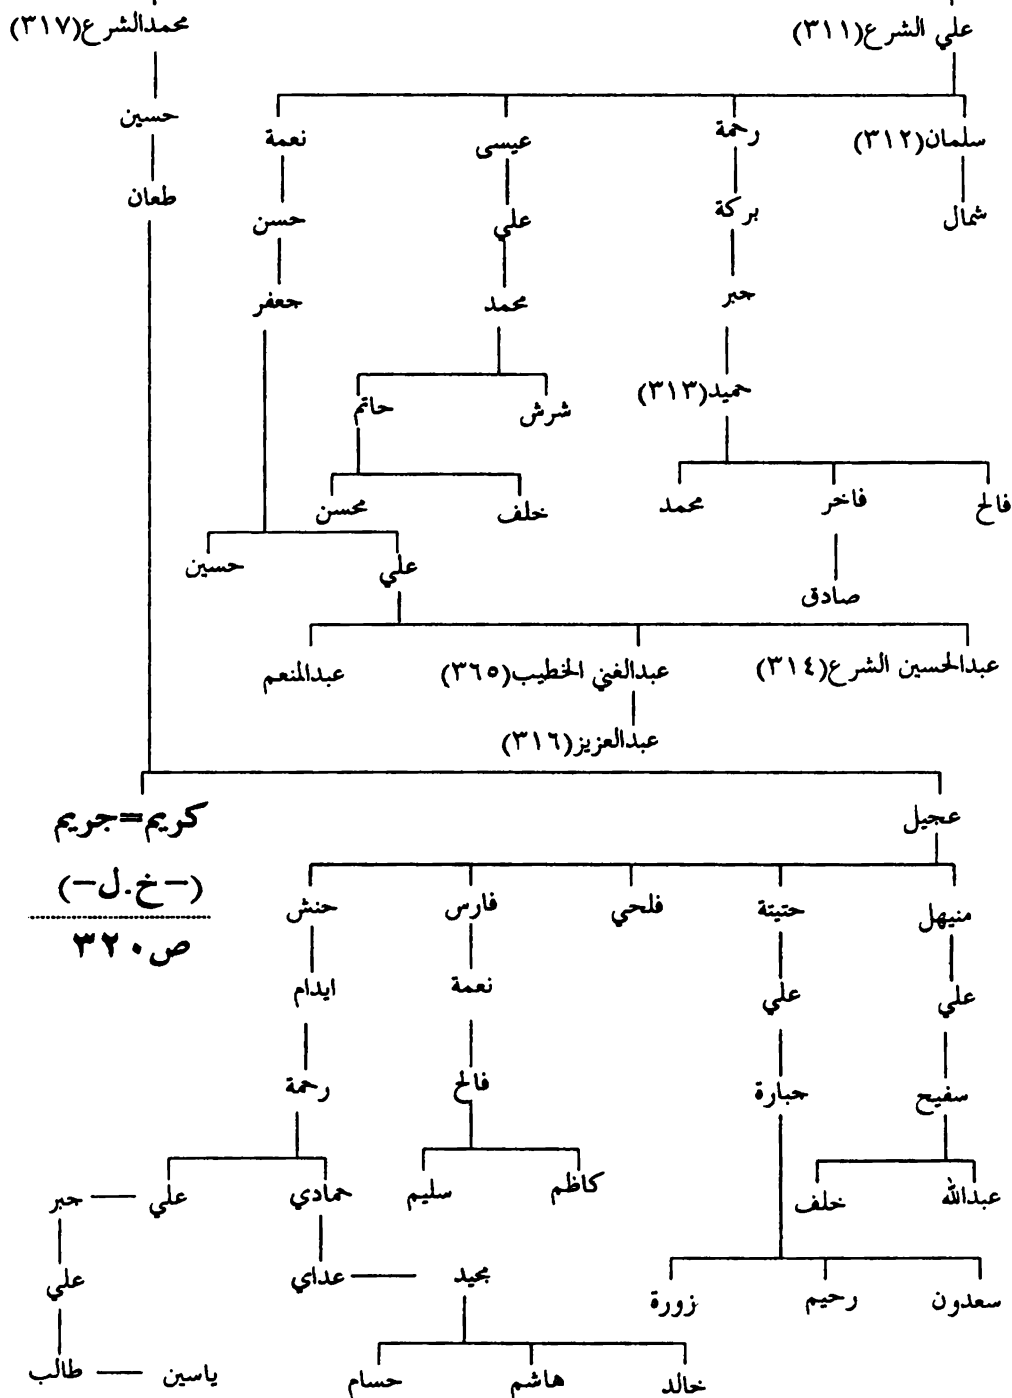 علي الشرع(٣١١) محمدالشرع(٣١٧)
حسين
سلمان(٣١٢) رحمة عيسى نعمة
طعان
شمال بركة علي حسن
حبر محمد جعفر
حميد(٣١٣)
شرش حاتم
فالح فاخر محمد خلف محسن
علي حسين
صادق
عبدالحسين الشرع(٣١٤) عبدالغني الخطيب(٣٦٥) عبدالمنعم
عبدالعزيز(٣١٦)
عجيل كريم=جريم
(-خ.ل-)
ص٣٢٠
منيهل حتيتة فلحي فارس حنش
علي علي نعمة ايدام
سفيح حبارة فالح رحمة
عبدالله خلف كاظم سليم حمادي علي حبر
سعدون رحيم زورة مجيد عداي علي
خالد هاشم حسام ياسين طالب